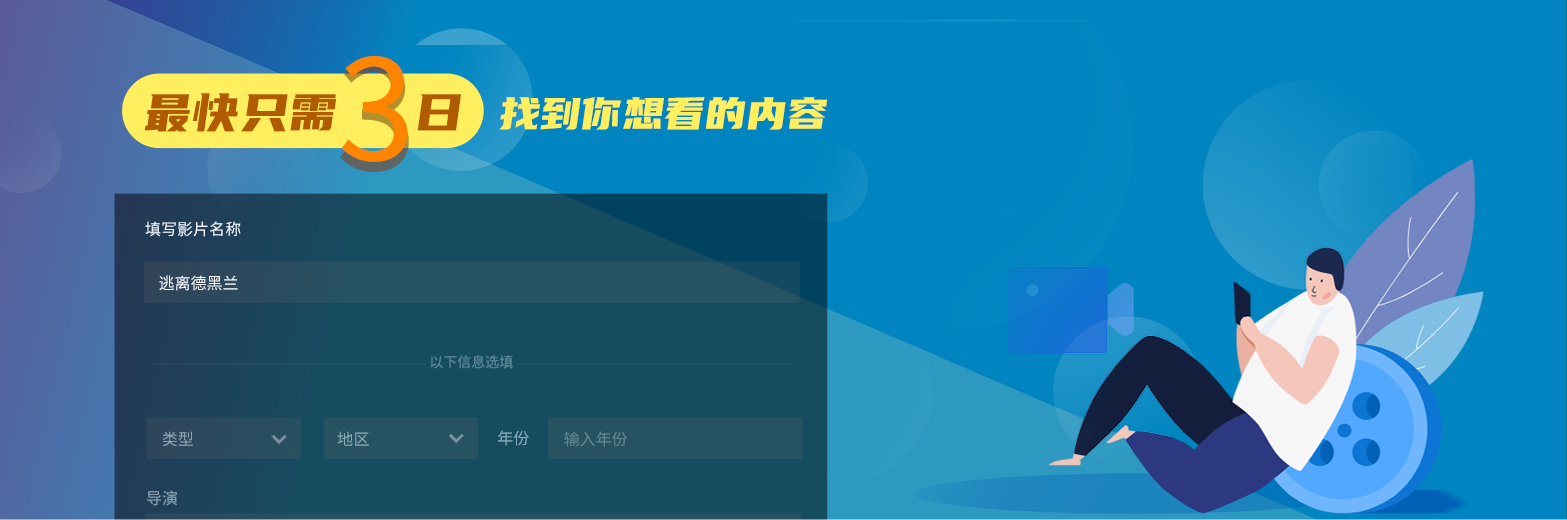 最快只需3日 找到你想看的内容
填写影片名称
逃离德黑兰
以下信息选填
类型 地区 年份 输入年份
导演